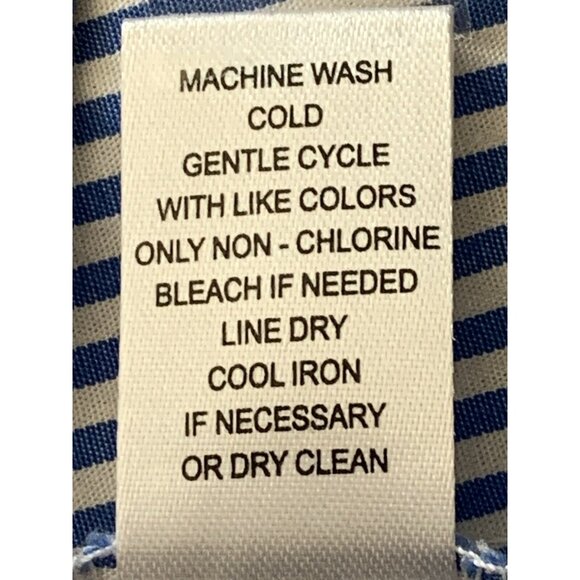 MACHINE WASH
COLD
GENTLE CYCLE
WITH LIKE COLORS
ONLY NON - CHLORINE
BLEACH IF NEEDED
LINE DRY
COOL IRON
IF NECESSARY
OR DRY CLEAN